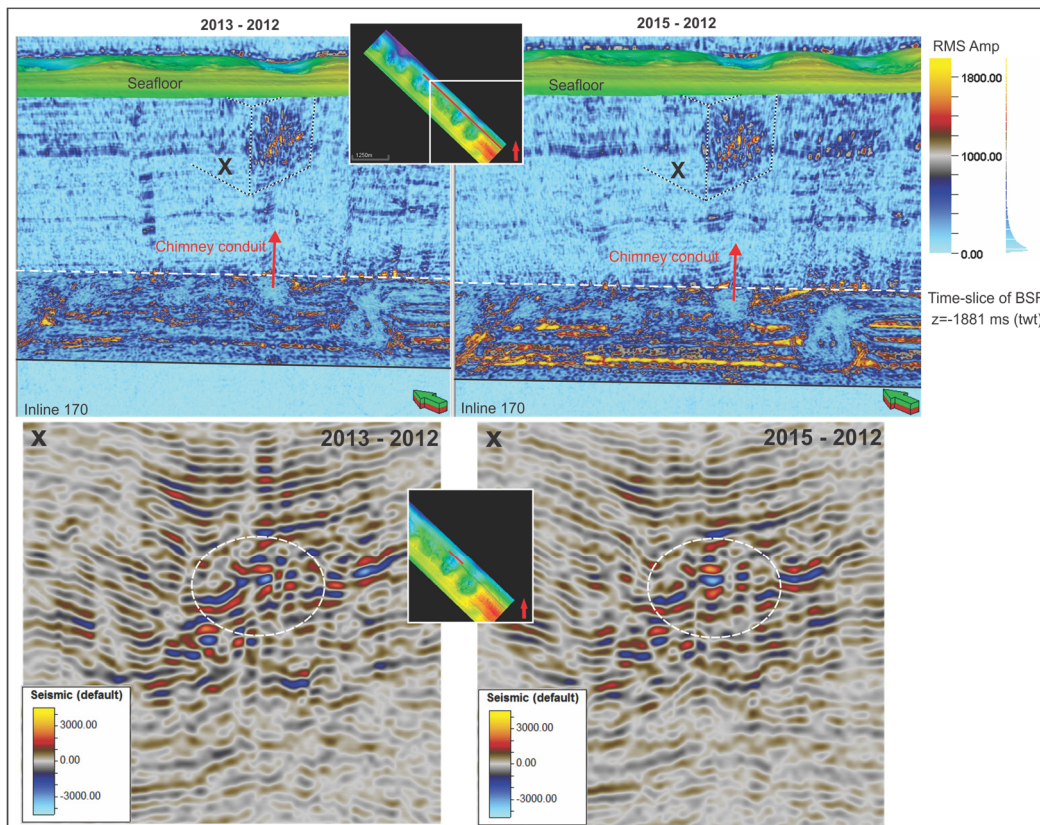 2013 - 2012
2015 - 2012
RMS Amp
1800.00
1000.00
0.00
Seafloor
Seafloor
1250m
X
X
Chimney conduit
Chimney conduit
Time-slice of BSR
z=-1881 ms (twt)
Inline 170
Inline 170
X
2013 - 2012
X
2015 - 2012
Seismic (default)
3000.00
0.00
-3000.00
Seismic (default)
3000.00
0.00
-3000.00